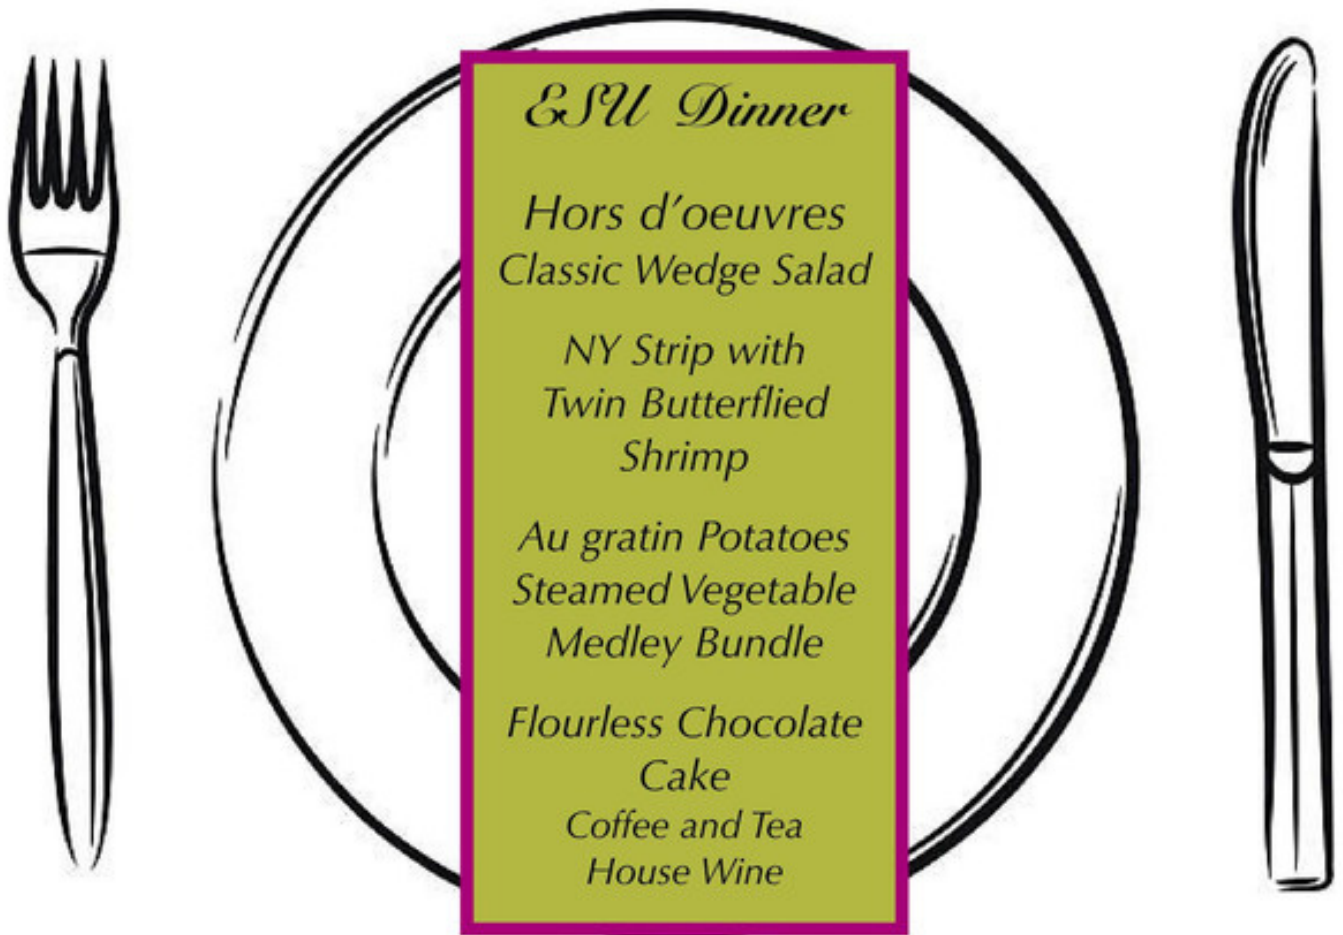 ESU Dinner
Hors d’oeuvres
Classic Wedge Salad
NY Strip with
Twin Butterflied
Shrimp
Au gratin Potatoes
Steamed Vegetable
Medley Bundle
Flourless Chocolate
Cake
Coffee and Tea
House Wine